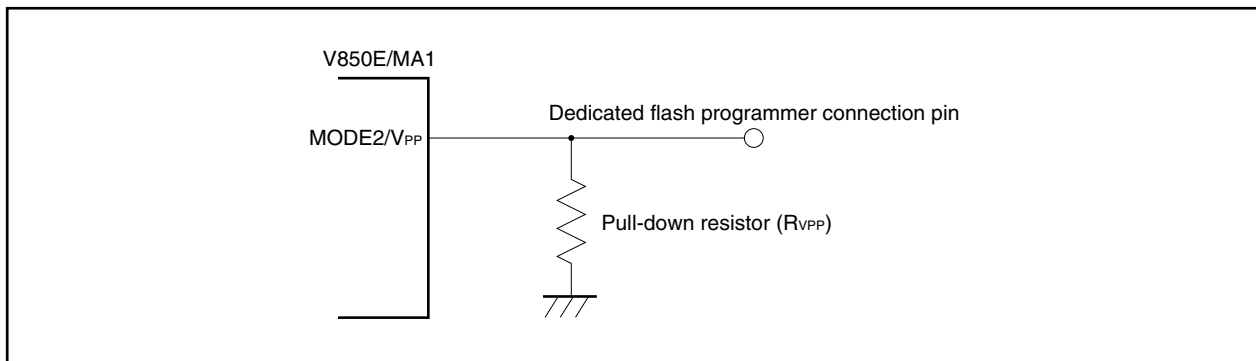 V850E/MA1
Dedicated flash programmer connection pin
MODE2/VPP
Pull-down resistor (RVPP)